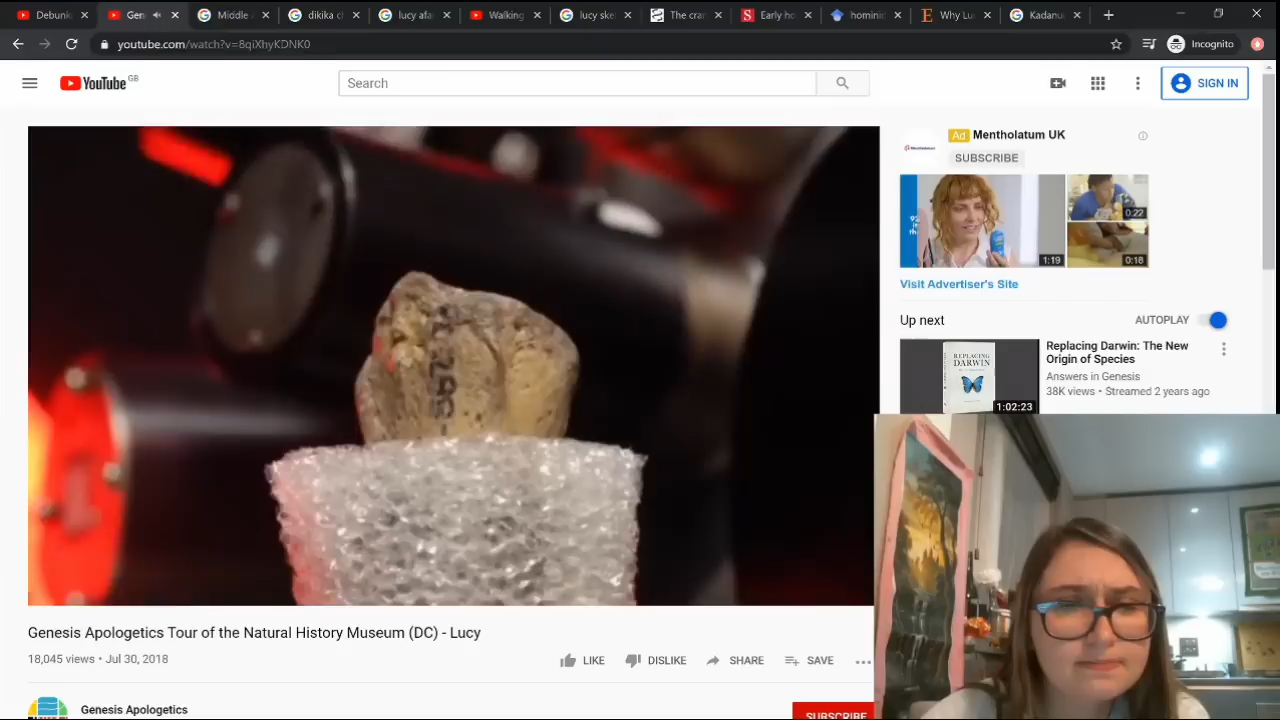 Debunk
Gen
Middle
dikika c
lucy afa
Walking
lucy ske
The cran
Early ho
hominic
Why Lu
Kadanu
youtube.com/watch?v=8qiXhyKDNK0
Incognito
YouTube GB
Search
SIGN IN
Ad Mentholatum UK
SUBSCRIBE
1:19
0:22
0:18
Visit Advertiser's Site
Up next
AUTOPLAY
REPLACING
DARWIN
1:02:23
Replacing Darwin: The New
Origin of Species
Answers in Genesis
38K views • Streamed 2 years ago
Genesis Apologetics Tour of the Natural History Museum (DC) - Lucy
18,045 views • Jul 30, 2018
LIKE
DISLIKE
SHARE
SAVE
Genesis Apologetics
SUBSCRIBE